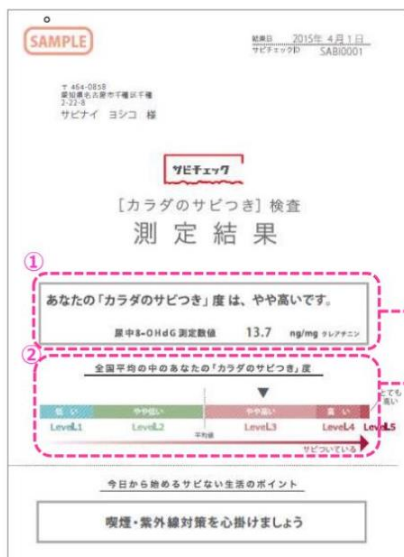 SAMPLE
結果日 2015年 4月1日
サビチェックID SABI0001
〒 464-0858
愛知県名古屋市千種区千種
2-22-8
サビナイ ヨシコ 様
サビチェック
[カラダのサビつき] 検査
測定結果
①
あなたの「カラダのサビつき」度 は、やや高いです。
尿中8-OHdG 測定数値 13.7 ng/mg クレアチニン
②
全国平均の中のあなたの「カラダのサビつき」度
とても
高い
低 い やや低い やや高い 高 い
Level.1 Level.2 Level.3 Level.4 Level.5
平均値
サビついている
今日から始めるサビない生活のポイント
喫煙・紫外線対策を心掛けましょう